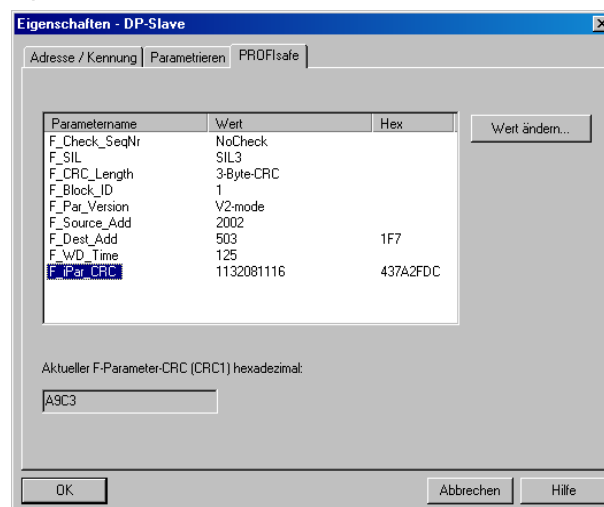 Eigenschaften - DP-Slave
Adresse / Kennung Parametrieren PROFIsafe
Parametername Wert Hex
Wert ändern...
F_Check_SeqNr NoCheck
F_SIL SIL3
F_CRC_Length 3-Byte-CRC
F_Block_ID 1
F_Par_Version V2-mode
F_Source_Add 2002
F_Dest_Add 503 1F7
F_WD_Time 125
F_iPar_CRC 1132081116 437A2FDC
Aktueller F-Parameter-CRC (CRC1) hexadezimal:
A9C3
OK Abbrechen Hilfe